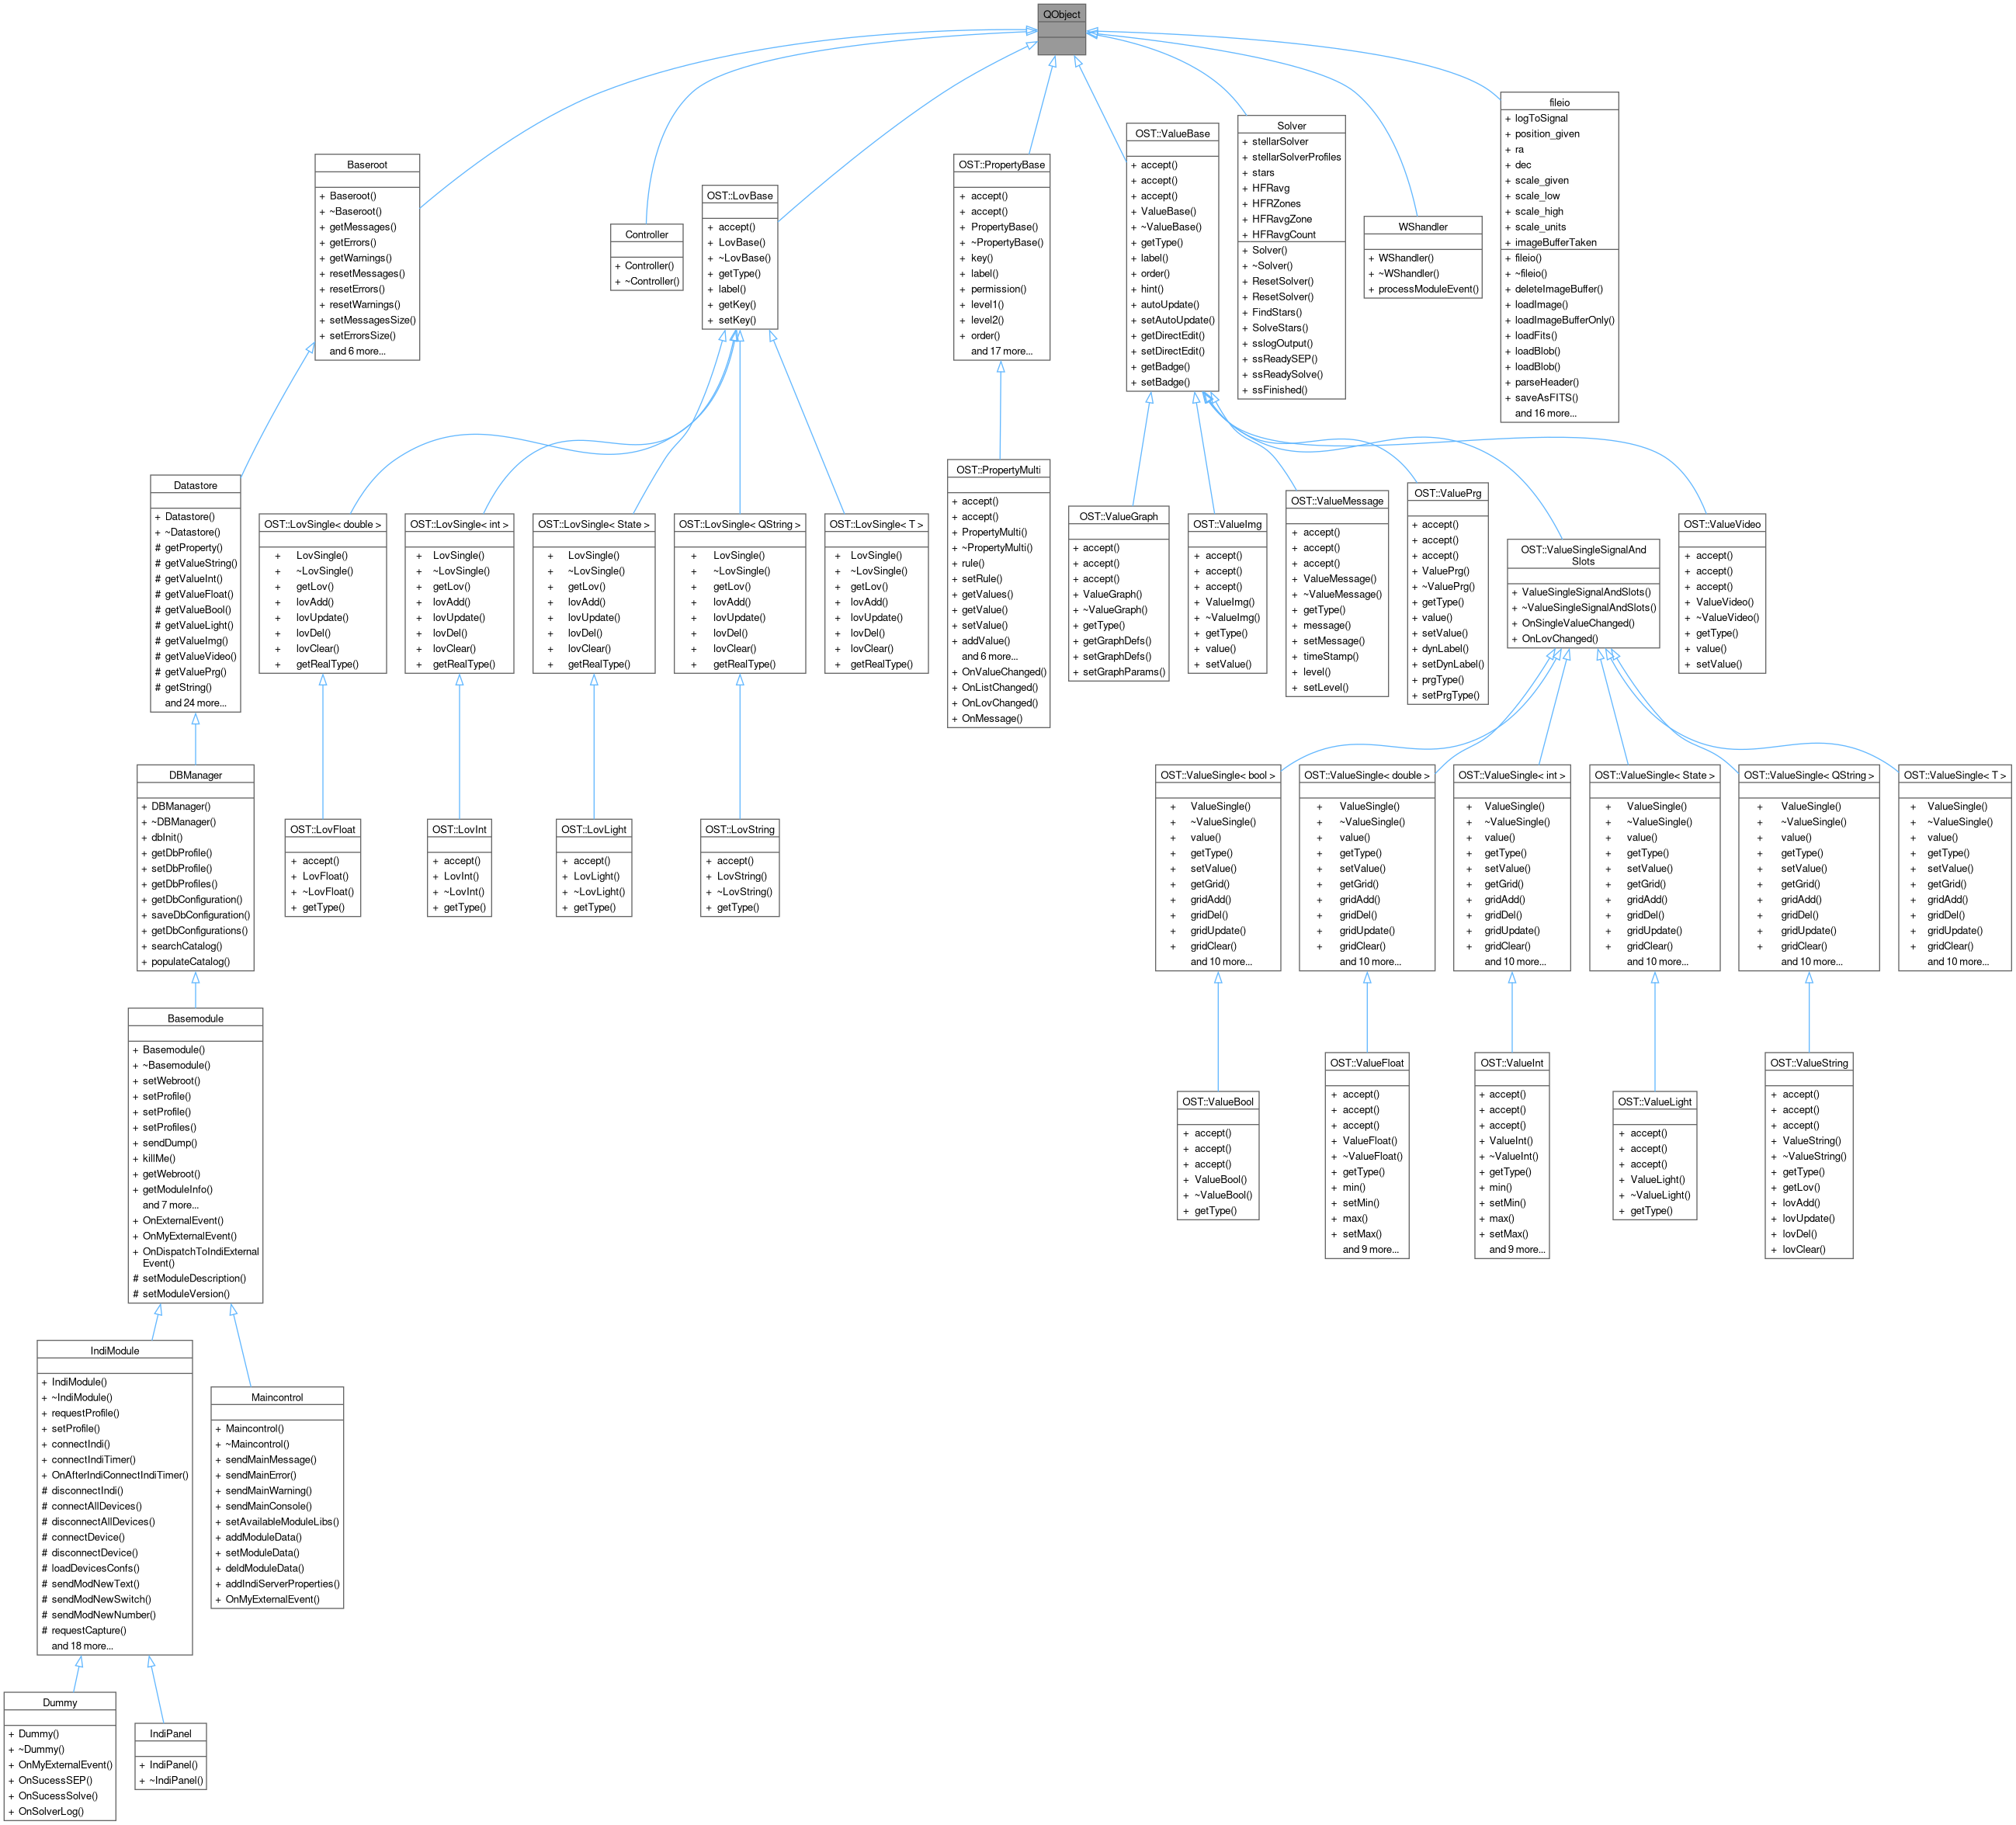 QObject
fileio
+ logToSignal
+ position_given
+ ra
+ dec
+ scale_given
+ scale_low
+ scale_high
+ scale_units
+ imageBufferTaken
+ fileio()
+ ~fileio()
+ deleteImageBuffer()
+ loadImage()
+ loadImageBufferOnly()
+ loadFits()
+ loadBlob()
+ loadBlob()
+ parseHeader()
+ saveAsFITS()
and 16 more...
Solver
+ stellarSolver
+ stellarSolverProfiles
+ stars
+ HFRavg
+ HFRZones
+ HFRavgZone
+ HFRavgCount
+ Solver()
+ ~Solver()
+ ResetSolver()
+ ResetSolver()
+ FindStars()
+ SolveStars()
+ sslogOutput()
+ ssReadySEP()
+ ssReadySolve()
+ ssFinished()
OST::ValueBase
+ accept()
+ accept()
+ accept()
+ ValueBase()
+ ~ValueBase()
+ getType()
+ label()
+ order()
+ hint()
+ autoUpdate()
+ setAutoUpdate()
+ getDirectEdit()
+ setDirectEdit()
+ getBadge()
+ setBadge()
Baseroot
+ Baseroot()
+ ~Baseroot()
+ getMessages()
+ getErrors()
+ getWarnings()
+ resetMessages()
+ resetErrors()
+ resetWarnings()
+ setMessagesSize()
+ setErrorsSize()
and 6 more...
OST::PropertyBase
+ accept()
+ accept()
+ PropertyBase()
+ ~PropertyBase()
+ key()
+ label()
+ permission()
+ level1()
+ level2()
+ order()
and 17 more...
OST::LovBase
+ accept()
+ LovBase()
+ ~LovBase()
+ getType()
+ label()
+ getKey()
+ setKey()
Controller
+ Controller()
+ ~Controller()
WShandler
+ WShandler()
+ ~WShandler()
+ processModuleEvent()
Datastore
+ Datastore()
+ ~Datastore()
# getProperty()
# getValueString()
# getValueInt()
# getValueFloat()
# getValueBool()
# getValueLight()
# getValueImg()
# getValueVideo()
# getValuePrg()
# getString()
and 24 more...
OST::LovSingle< double >
+ LovSingle()
+ ~LovSingle()
+ getLov()
+ lovAdd()
+ lovUpdate()
+ lovDel()
+ lovClear()
+ getRealType()
OST::LovSingle< int >
+ LovSingle()
+ ~LovSingle()
+ getLov()
+ lovAdd()
+ lovUpdate()
+ lovDel()
+ lovClear()
+ getRealType()
OST::LovSingle< State >
+ LovSingle()
+ ~LovSingle()
+ getLov()
+ lovAdd()
+ lovUpdate()
+ lovDel()
+ lovClear()
+ getRealType()
OST::LovSingle< QString >
+ LovSingle()
+ ~LovSingle()
+ getLov()
+ lovAdd()
+ lovUpdate()
+ lovDel()
+ lovClear()
+ getRealType()
OST::LovSingle< T >
+ LovSingle()
+ ~LovSingle()
+ getLov()
+ lovAdd()
+ lovUpdate()
+ lovDel()
+ lovClear()
+ getRealType()
OST::PropertyMulti
+ accept()
+ accept()
+ PropertyMulti()
+ ~PropertyMulti()
+ rule()
+ setRule()
+ getValues()
+ getValue()
+ setValue()
+ addValue()
and 6 more...
+ OnValueChanged()
+ OnListChanged()
+ OnLovChanged()
+ OnMessage()
OST::ValueGraph
+ accept()
+ accept()
+ accept()
+ ValueGraph()
+ ~ValueGraph()
+ getType()
+ getGraphDefs()
+ setGraphDefs()
+ setGraphParams()
OST::ValueImg
+ accept()
+ accept()
+ accept()
+ ValueImg()
+ ~ValueImg()
+ getType()
+ value()
+ setValue()
OST::ValueMessage
+ accept()
+ accept()
+ accept()
+ ValueMessage()
+ ~ValueMessage()
+ getType()
+ message()
+ setMessage()
+ timeStamp()
+ level()
+ setLevel()
OST::ValuePrg
+ accept()
+ accept()
+ accept()
+ ValuePrg()
+ ~ValuePrg()
+ getType()
+ value()
+ setValue()
+ dynLabel()
+ setDynLabel()
+ prgType()
+ setPrgType()
OST::ValueSingleSignalAnd
Slots
+ ValueSingleSignalAndSlots()
+ ~ValueSingleSignalAndSlots()
+ OnSingleValueChanged()
+ OnLovChanged()
OST::ValueVideo
+ accept()
+ accept()
+ accept()
+ ValueVideo()
+ ~ValueVideo()
+ getType()
+ value()
+ setValue()
DBManager
+ DBManager()
+ ~DBManager()
+ dbInit()
+ getDbProfile()
+ setDbProfile()
+ getDbProfiles()
+ getDbConfiguration()
+ saveDbConfiguration()
+ getDbConfigurations()
+ searchCatalog()
+ populateCatalog()
OST::LovFloat
+ accept()
+ LovFloat()
+ ~LovFloat()
+ getType()
OST::LovInt
+ accept()
+ LovInt()
+ ~LovInt()
+ getType()
OST::LovLight
+ accept()
+ LovLight()
+ ~LovLight()
+ getType()
OST::LovString
+ accept()
+ LovString()
+ ~LovString()
+ getType()
OST::ValueSingle< bool >
+ ValueSingle()
+ ~ValueSingle()
+ value()
+ getType()
+ setValue()
+ getGrid()
+ gridAdd()
+ gridDel()
+ gridUpdate()
+ gridClear()
and 10 more...
OST::ValueSingle< double >
+ ValueSingle()
+ ~ValueSingle()
+ value()
+ getType()
+ setValue()
+ getGrid()
+ gridAdd()
+ gridDel()
+ gridUpdate()
+ gridClear()
and 10 more...
OST::ValueSingle< int >
+ ValueSingle()
+ ~ValueSingle()
+ value()
+ getType()
+ setValue()
+ getGrid()
+ gridAdd()
+ gridDel()
+ gridUpdate()
+ gridClear()
and 10 more...
OST::ValueSingle< State >
+ ValueSingle()
+ ~ValueSingle()
+ value()
+ getType()
+ setValue()
+ getGrid()
+ gridAdd()
+ gridDel()
+ gridUpdate()
+ gridClear()
and 10 more...
OST::ValueSingle< QString >
+ ValueSingle()
+ ~ValueSingle()
+ value()
+ getType()
+ setValue()
+ getGrid()
+ gridAdd()
+ gridDel()
+ gridUpdate()
+ gridClear()
and 10 more...
OST::ValueSingle< T >
+ ValueSingle()
+ ~ValueSingle()
+ value()
+ getType()
+ setValue()
+ getGrid()
+ gridAdd()
+ gridDel()
+ gridUpdate()
+ gridClear()
and 10 more...
Basemodule
+ Basemodule()
+ ~Basemodule()
+ setWebroot()
+ setProfile()
+ setProfile()
+ setProfiles()
+ sendDump()
+ killMe()
+ getWebroot()
+ getModuleInfo()
and 7 more...
+ OnExternalEvent()
+ OnMyExternalEvent()
+ OnDispatchToIndiExternal
Event()
# setModuleDescription()
# setModuleVersion()
OST::ValueBool
+ accept()
+ accept()
+ accept()
+ ValueBool()
+ ~ValueBool()
+ getType()
OST::ValueFloat
+ accept()
+ accept()
+ accept()
+ ValueFloat()
+ ~ValueFloat()
+ getType()
+ min()
+ setMin()
+ max()
+ setMax()
and 9 more...
OST::ValueInt
+ accept()
+ accept()
+ accept()
+ ValueInt()
+ ~ValueInt()
+ getType()
+ min()
+ setMin()
+ max()
+ setMax()
and 9 more...
OST::ValueLight
+ accept()
+ accept()
+ accept()
+ ValueLight()
+ ~ValueLight()
+ getType()
OST::ValueString
+ accept()
+ accept()
+ accept()
+ ValueString()
+ ~ValueString()
+ getType()
+ getLov()
+ lovAdd()
+ lovUpdate()
+ lovDel()
+ lovClear()
IndiModule
+ IndiModule()
+ ~IndiModule()
+ requestProfile()
+ setProfile()
+ connectIndi()
+ connectIndiTimer()
+ OnAfterIndiConnectIndiTimer()
# disconnectIndi()
# connectAllDevices()
# disconnectAllDevices()
# connectDevice()
# disconnectDevice()
# loadDevicesConfs()
# sendModNewText()
# sendModNewSwitch()
# sendModNewNumber()
# requestCapture()
and 18 more...
Maincontrol
+ Maincontrol()
+ ~Maincontrol()
+ sendMainMessage()
+ sendMainError()
+ sendMainWarning()
+ sendMainConsole()
+ setAvailableModuleLibs()
+ addModuleData()
+ setModuleData()
+ deldModuleData()
+ addIndiServerProperties()
+ OnMyExternalEvent()
Dummy
+ Dummy()
+ ~Dummy()
+ OnMyExternalEvent()
+ OnSucessSEP()
+ OnSucessSolve()
+ OnSolverLog()
IndiPanel
+ IndiPanel()
+ ~IndiPanel()